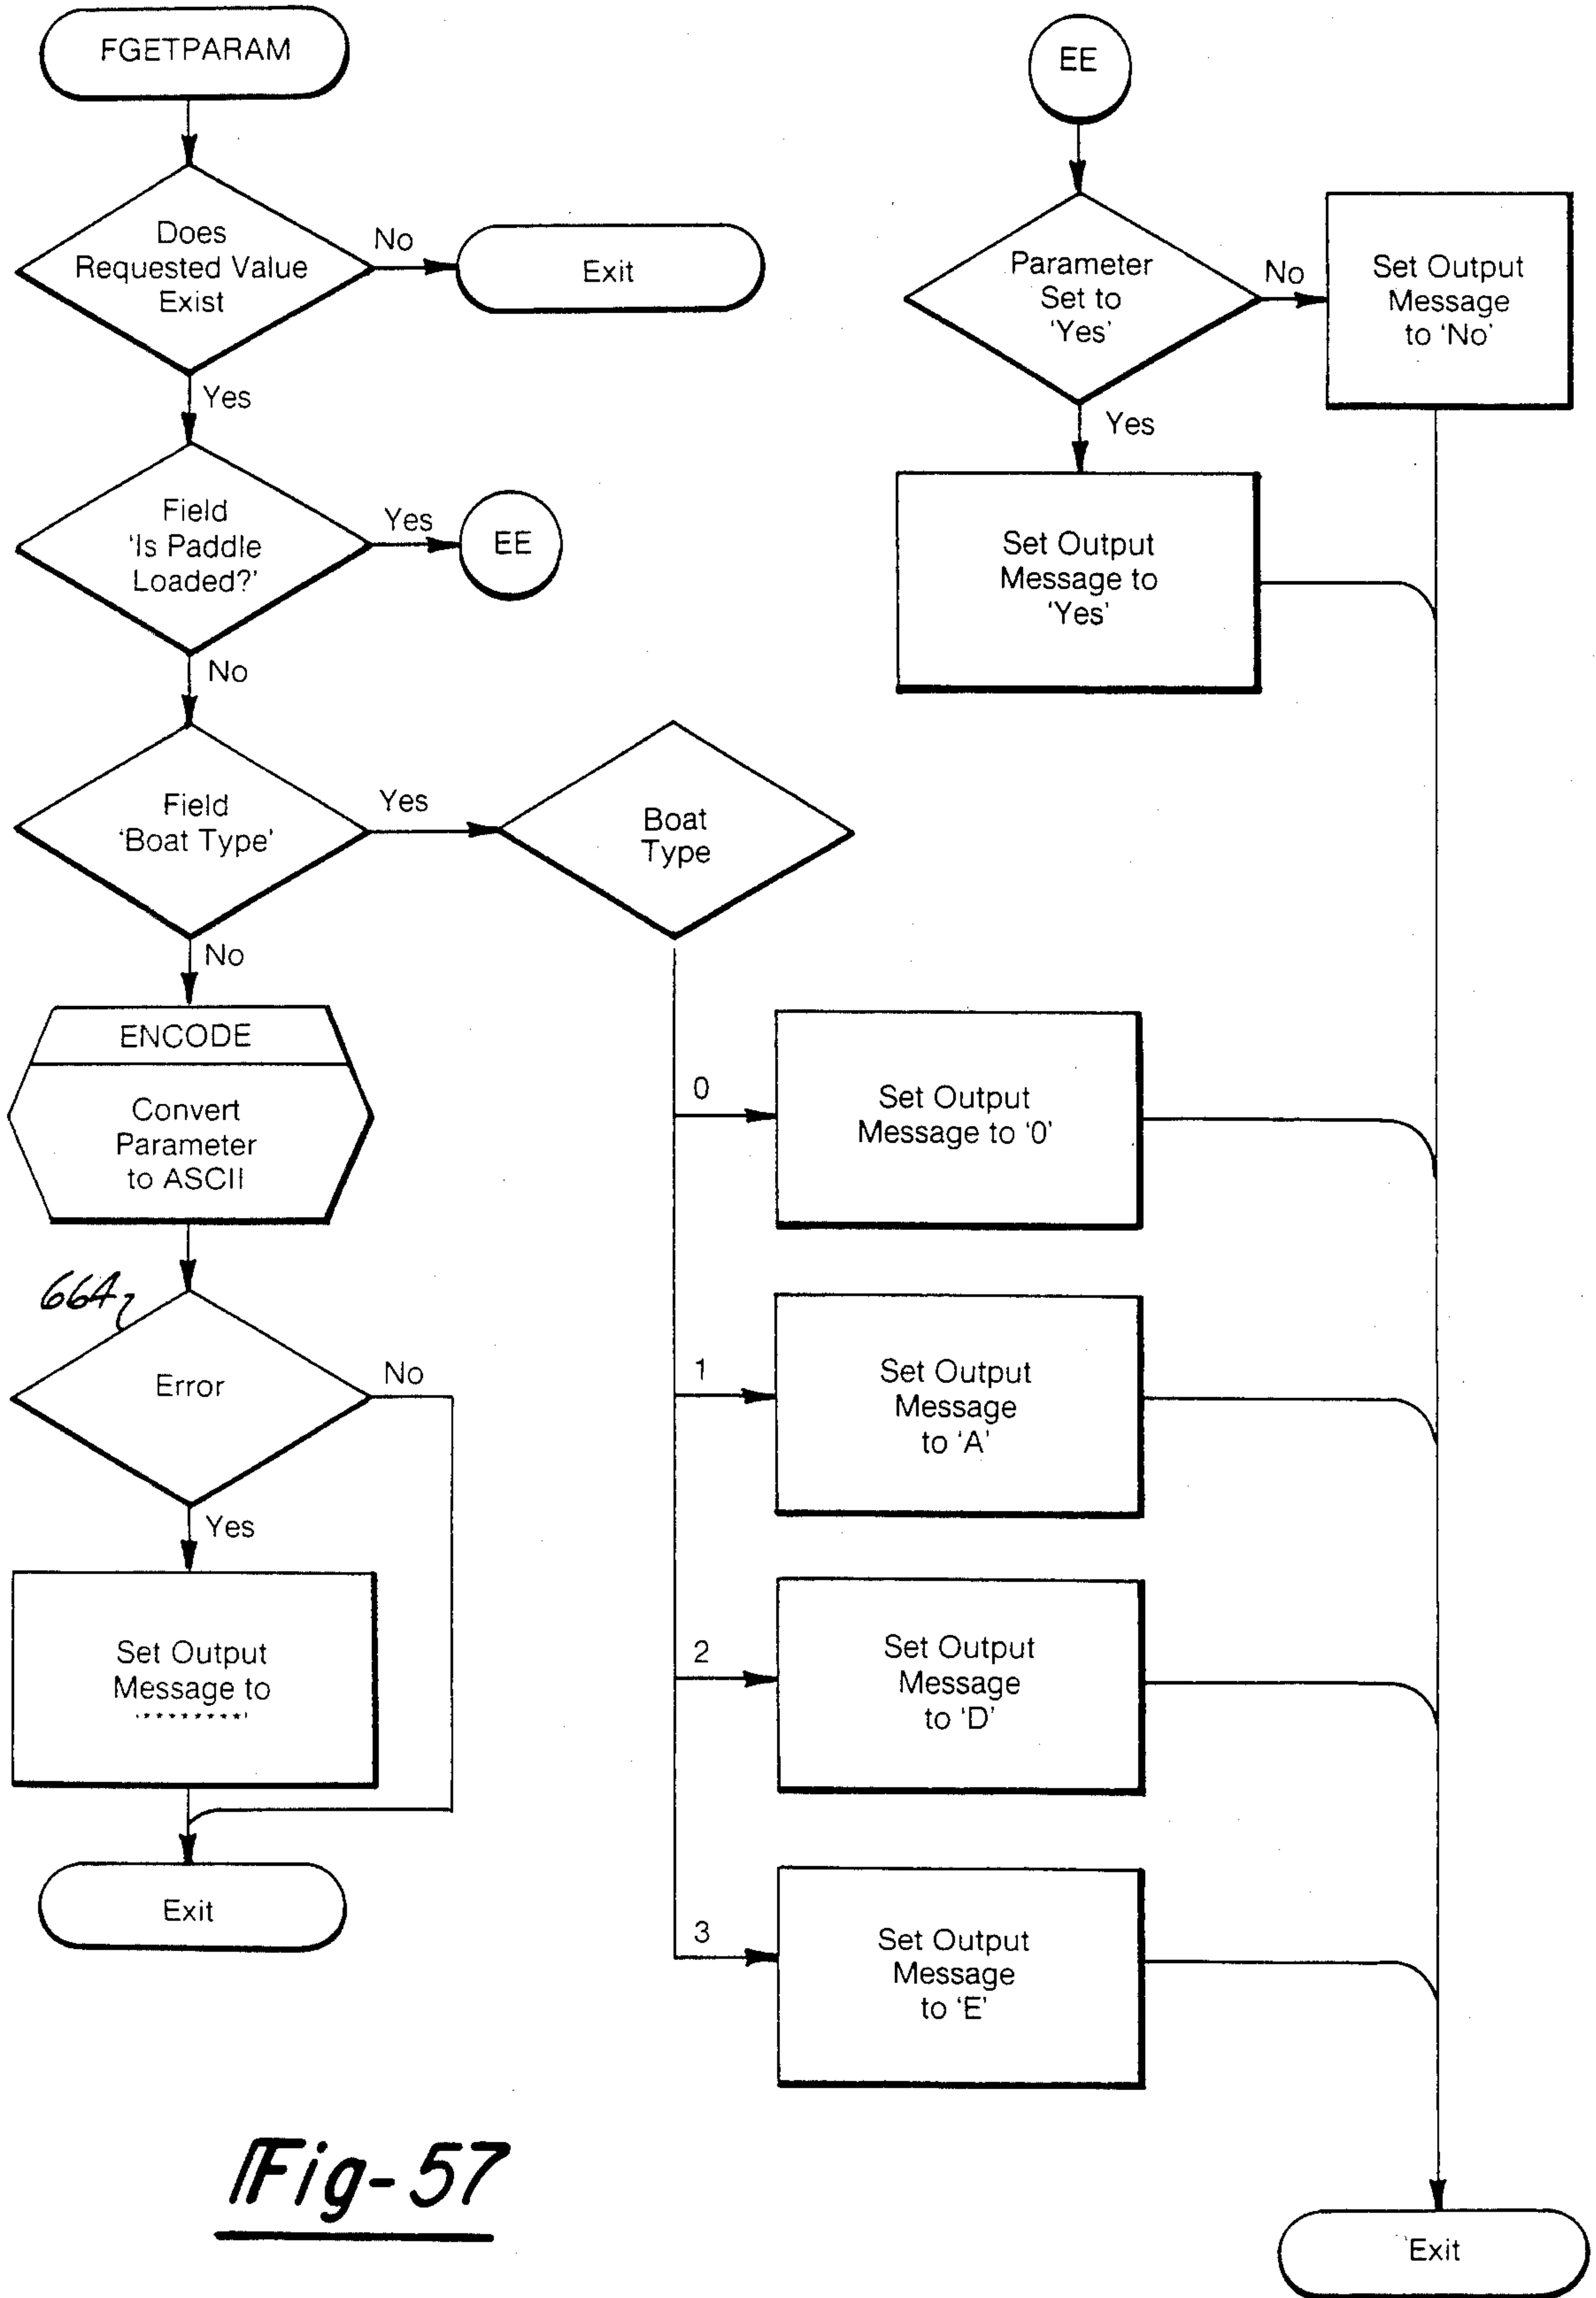 FGETPARAM
Does
Requested Value
Exist
No
Exit
Yes
Field
'Is Paddle
Loaded?'
Yes
EE
No
Field
'Boat Type'
Yes
Boat
Type
No
ENCODE
Convert
Parameter
to ASCII
664
Error
No
Yes
Set Output
Message to
'********'
Exit
0
Set Output
Message to '0'
1
Set Output
Message
to 'A'
2
Set Output
Message
to 'D'
3
Set Output
Message
to 'E'
EE
Parameter
Set to
'Yes'
No
Set Output
Message
to 'No'
Yes
Set Output
Message to
'Yes'
Exit
Fig-57